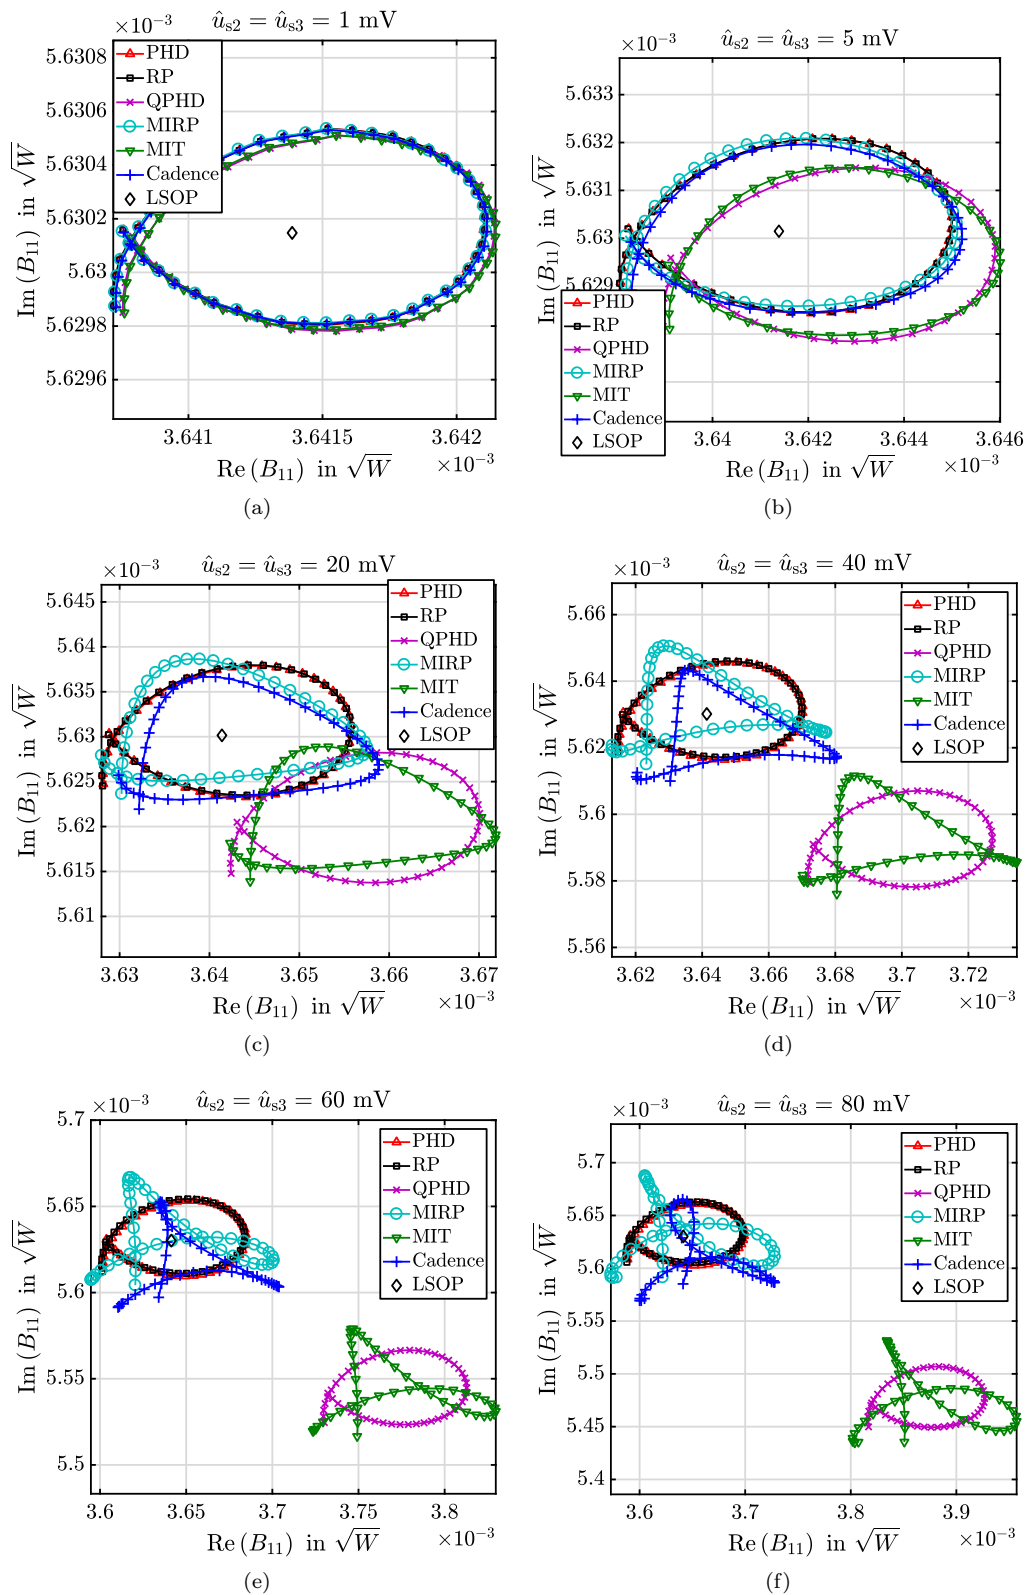 ×10⁻³ û_s2 = û_s3 = 1 mV
PHD
RP
QPHD
MIRP
MIT
Cadence
LSOP
5.6308
5.6306
5.6304
5.6302
5.63
5.6298
5.6296
Im (B₁₁) in √W
3.641 3.6415 3.642
Re (B₁₁) in √W ×10⁻³
(a)
×10⁻³ û_s2 = û_s3 = 5 mV
5.633
5.632
5.631
5.63
5.629
Im (B₁₁) in √W
PHD
RP
QPHD
MIRP
MIT
Cadence
LSOP
3.64 3.642 3.644 3.646
Re (B₁₁) in √W ×10⁻³
(b)
×10⁻³ û_s2 = û_s3 = 20 mV
PHD
RP
QPHD
MIRP
MIT
Cadence
LSOP
5.645
5.64
5.635
5.63
5.625
5.62
5.615
5.61
Im (B₁₁) in √W
3.63 3.64 3.65 3.66 3.67
Re (B₁₁) in √W ×10⁻³
(c)
×10⁻³ û_s2 = û_s3 = 40 mV
PHD
RP
QPHD
MIRP
MIT
Cadence
LSOP
5.66
5.64
5.62
5.6
5.58
5.56
Im (B₁₁) in √W
3.62 3.64 3.66 3.68 3.7 3.72
Re (B₁₁) in √W ×10⁻³
(d)
×10⁻³ û_s2 = û_s3 = 60 mV
PHD
RP
QPHD
MIRP
MIT
Cadence
LSOP
5.7
5.65
5.6
5.55
5.5
Im (B₁₁) in √W
3.6 3.65 3.7 3.75 3.8
Re (B₁₁) in √W ×10⁻³
(e)
×10⁻³ û_s2 = û_s3 = 80 mV
PHD
RP
QPHD
MIRP
MIT
Cadence
LSOP
5.7
5.65
5.6
5.55
5.5
5.45
5.4
Im (B₁₁) in √W
3.6 3.7 3.8 3.9
Re (B₁₁) in √W ×10⁻³
(f)